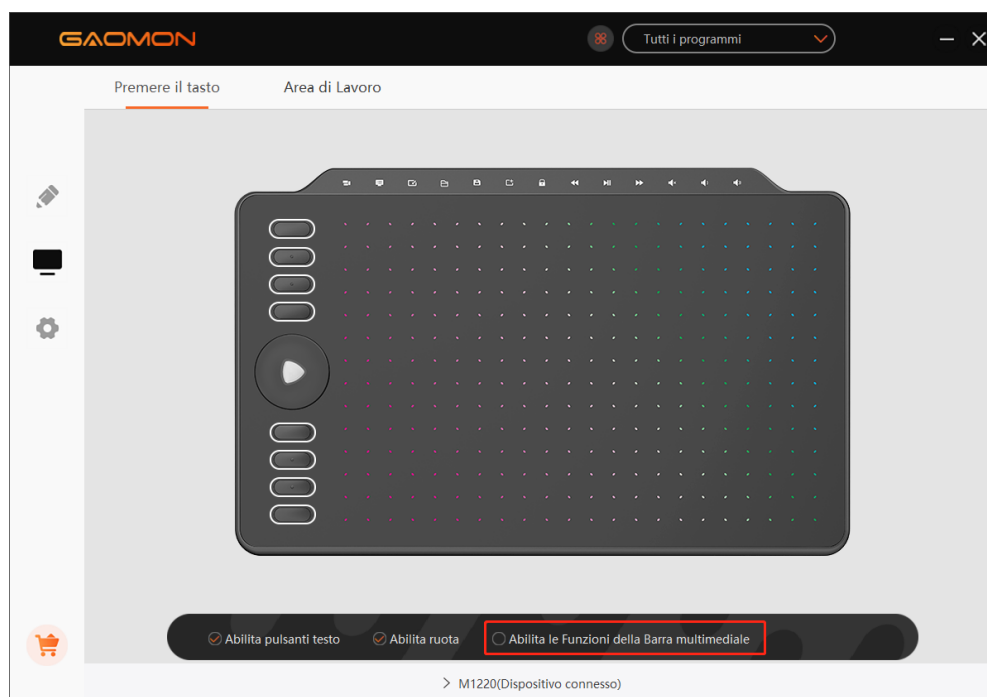 GAOMON
Tutti i programmi
Premere il tasto
Area di Lavoro
Abilita pulsanti testo
Abilita ruota
Abilita le Funzioni della Barra multimediale
M1220(Dispositivo connesso)